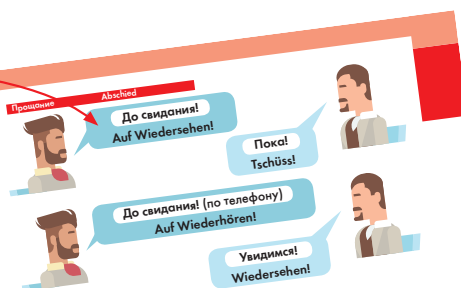 Прощание Abschied
До свидания!
Auf Wiedersehen!
Пока!
Tschüss!
До свидания! (по телефону)
Auf Wiederhören!
Увидимся!
Wiedersehen!